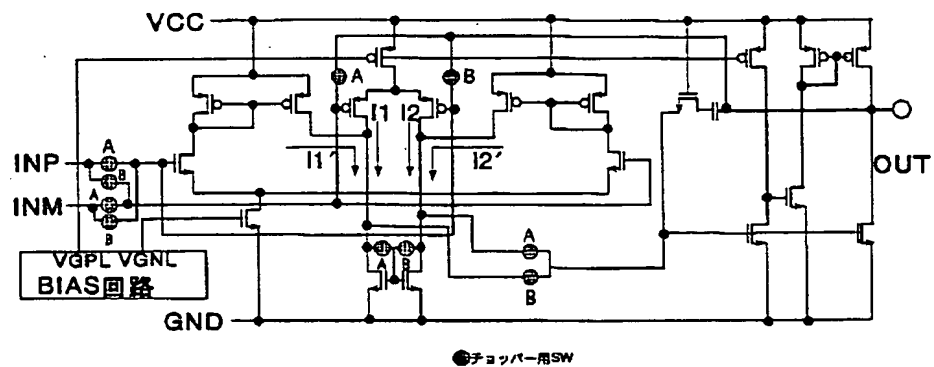 VCC
A
B
I1
I2
I1'
I2'
INP
A
B
INM
A
B
OUT
VGPL VGNL
BIAS回路
A
B
A
B
GND
チョッパー用SW